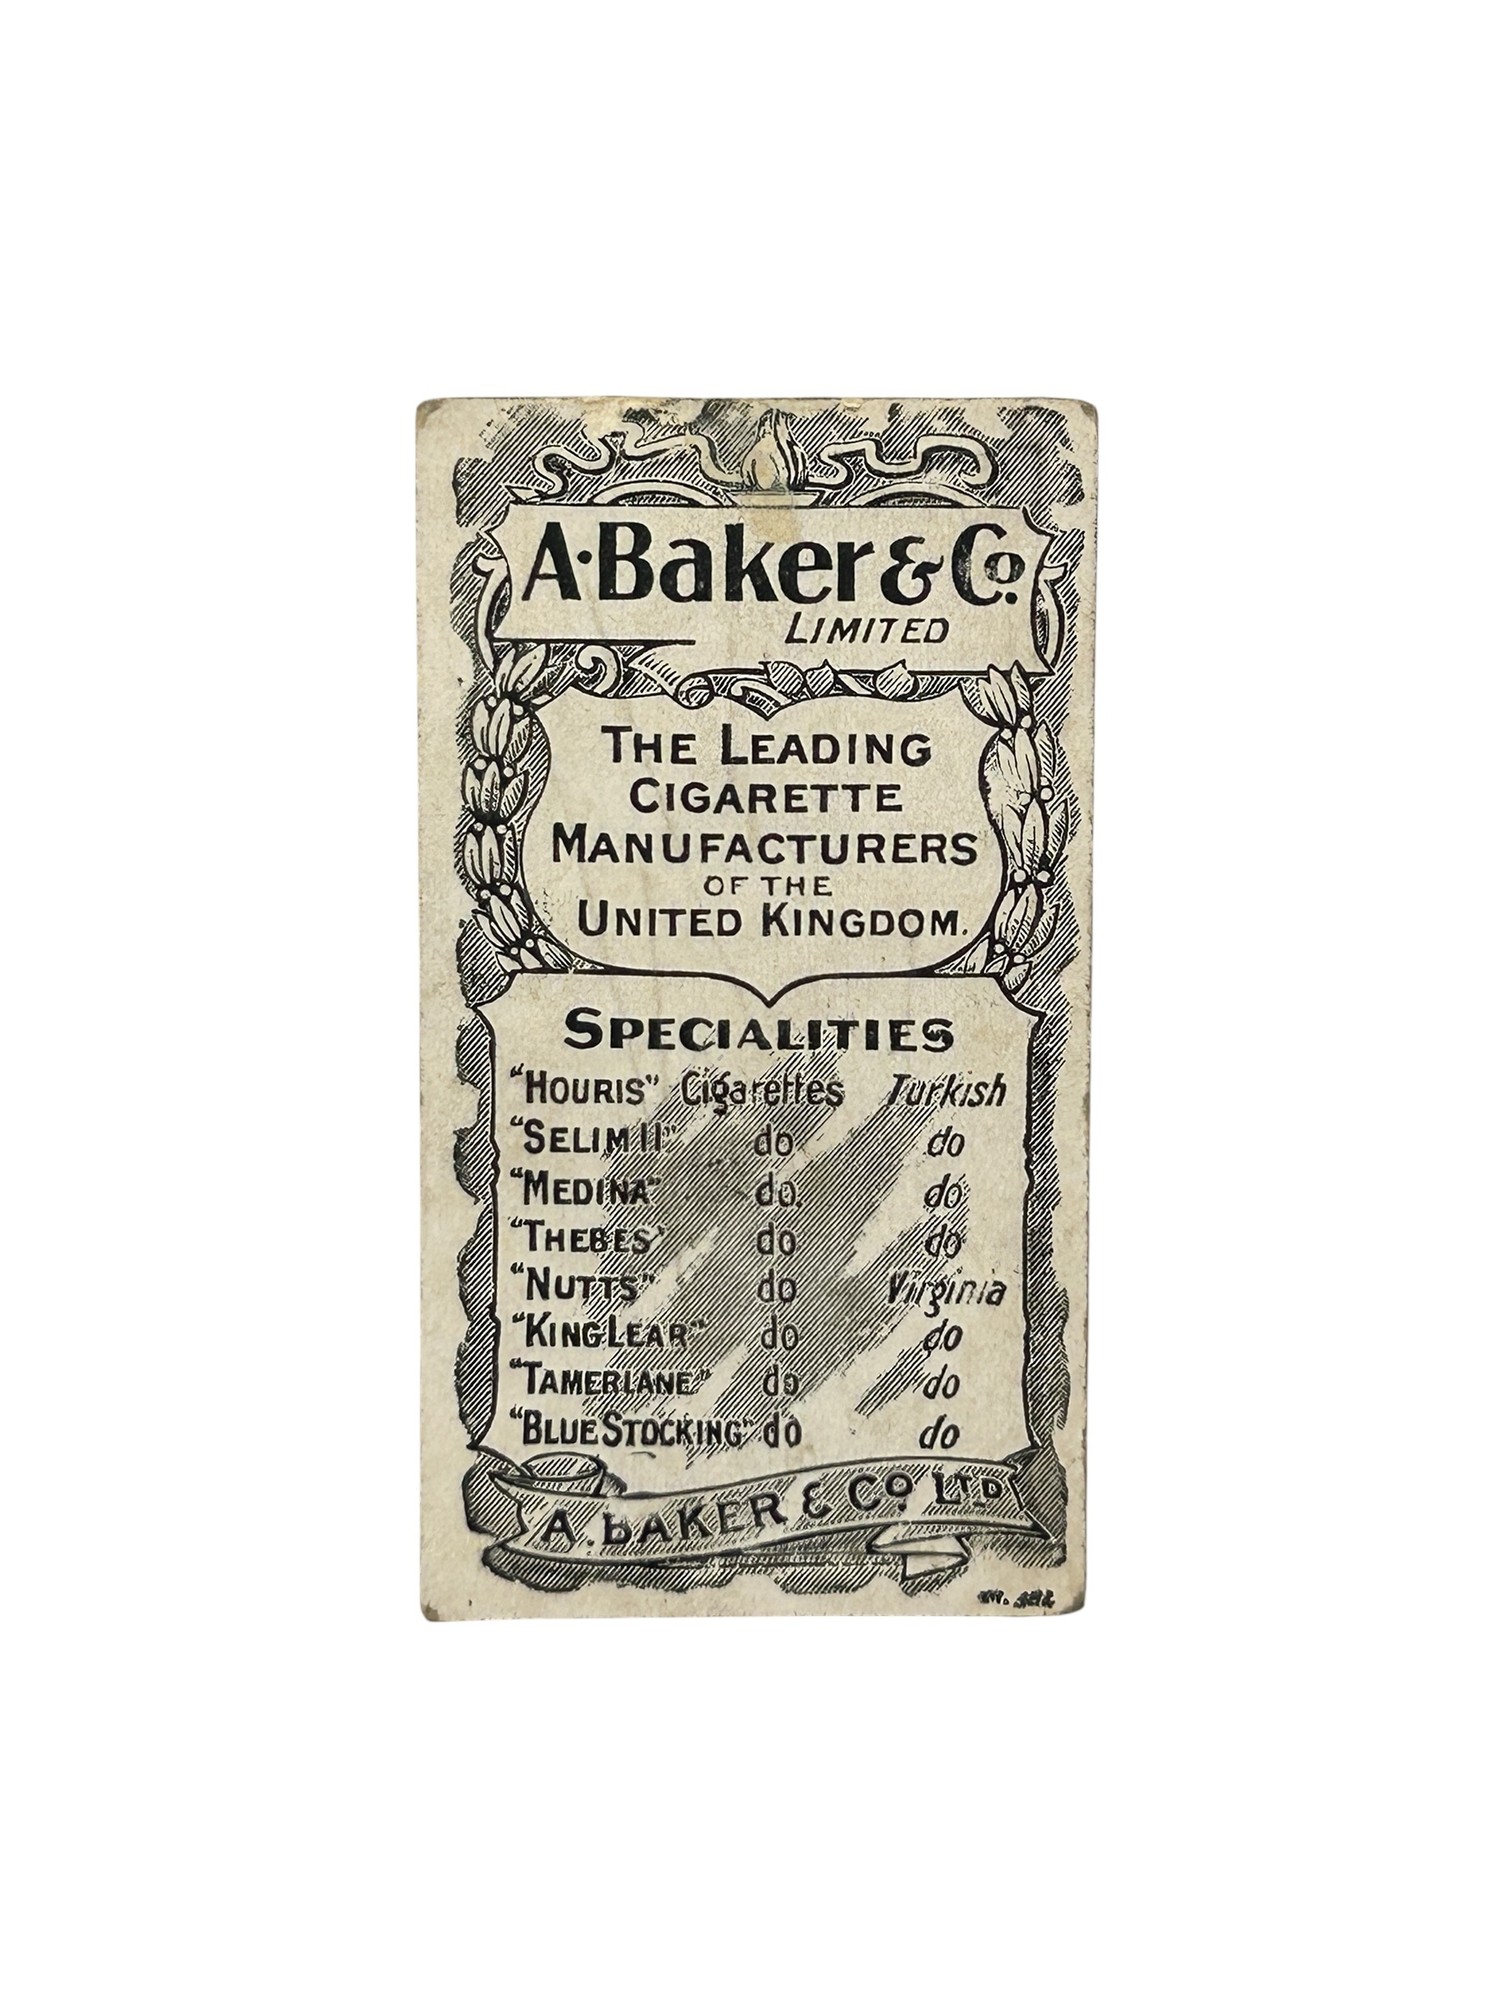 A. Baker & Co.
LIMITED
THE LEADING
CIGARETTE
MANUFACTURERS
OF THE
UNITED KINGDOM.
SPECIALITIES
"HOURIS" Cigarettes Turkish
"SELIM II" do do
"MEDINA" do. do
"THEBES" do do
"NUTTS" do Virginia
"KING LEAR" do do
"TAMERLANE" do do
"BLUE STOCKING" do do
A. BAKER & CO LTD